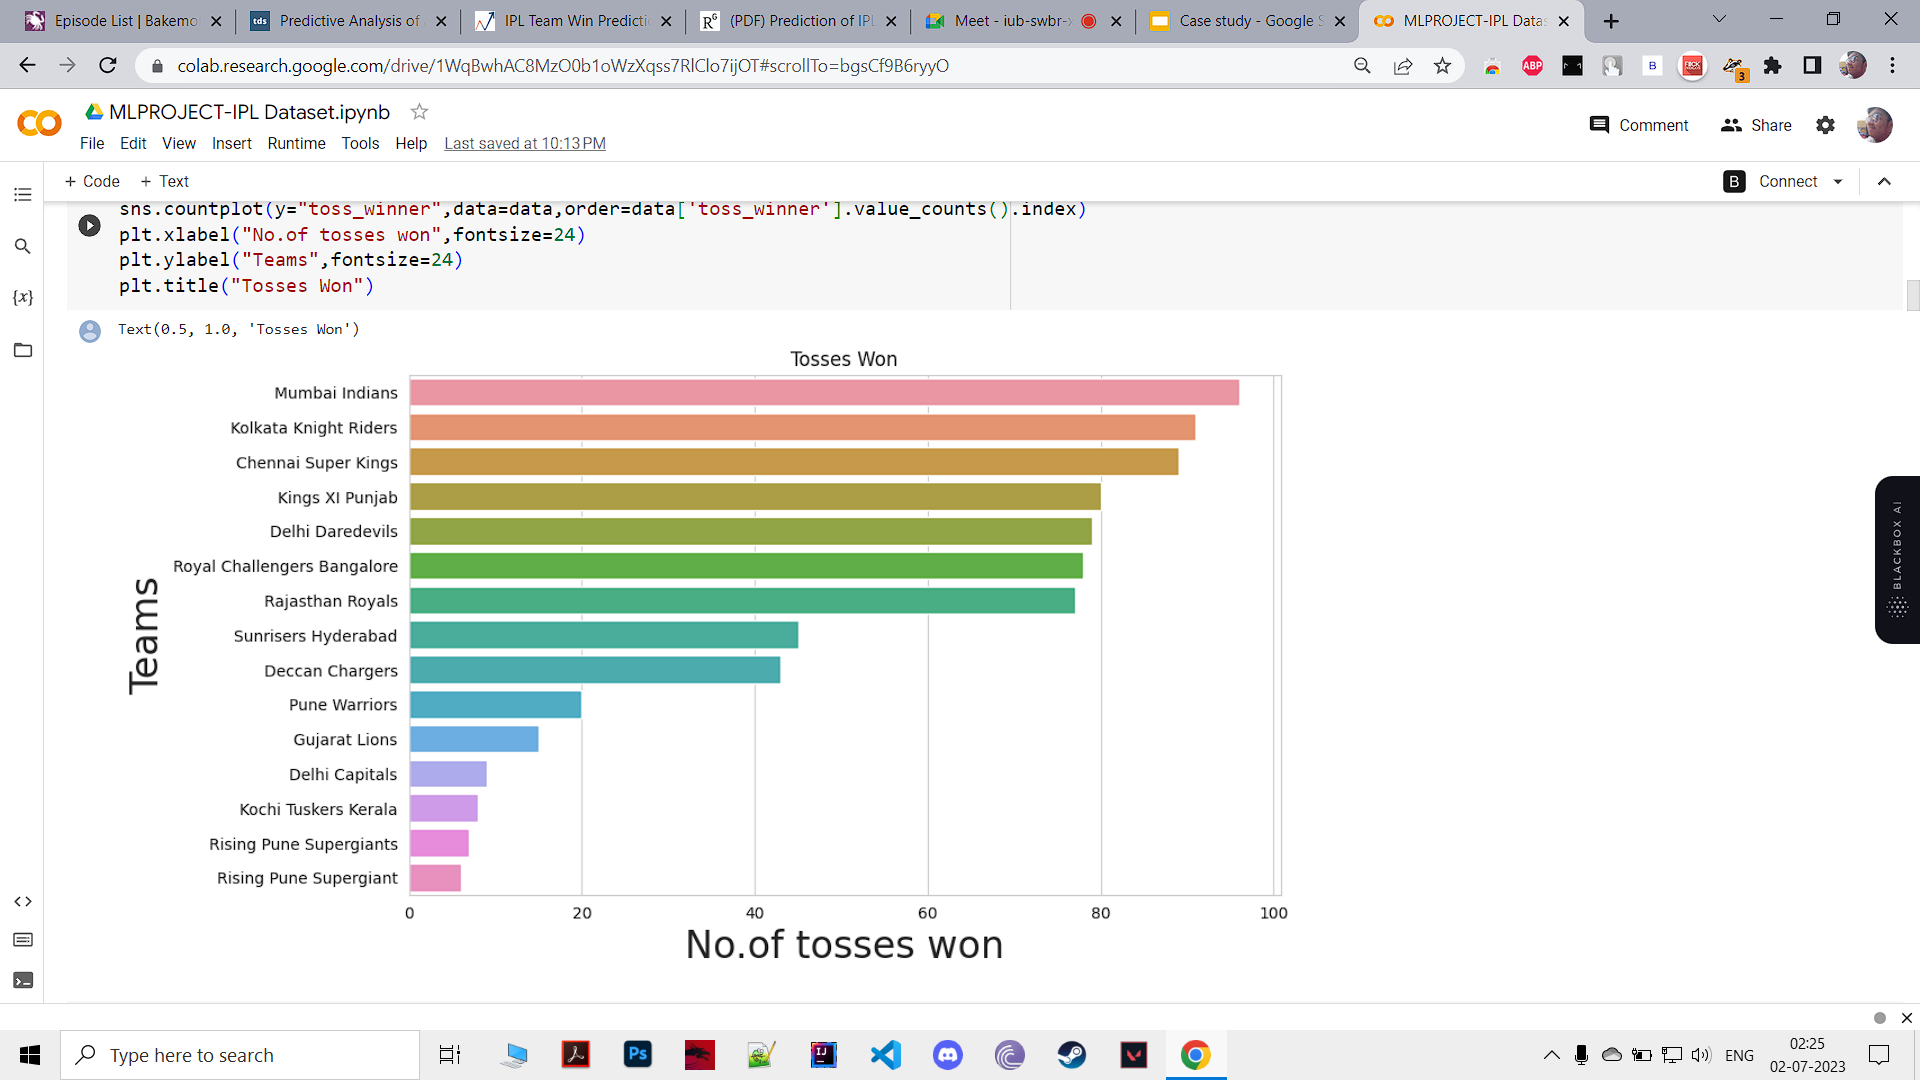 Episode List | Bakemo
tds Predictive Analysis of
IPL Team Win Predicti
RG (PDF) Prediction of IPL
Meet - iub-swbr-
Case study - Google S
MLPROJECT-IPL Datas
colab.research.google.com/drive/1WqBwhAC8MzO0b1oWzXqss7RlClo7ijOT#scrollTo=bgsCf9B6ryyO
ABP
B
3
MLPROJECT-IPL Dataset.ipynb
File Edit View Insert Runtime Tools Help Last saved at 10:13 PM
Comment Share
+ Code + Text
B Connect
{x}
sns.countplot(y="toss_winner",data=data,order=data['toss_winner'].value_counts().index)
plt.xlabel("No.of tosses won",fontsize=24)
plt.ylabel("Teams",fontsize=24)
plt.title("Tosses Won")
Text(0.5, 1.0, 'Tosses Won')
Tosses Won
Teams
Mumbai Indians
Kolkata Knight Riders
Chennai Super Kings
Kings XI Punjab
Delhi Daredevils
Royal Challengers Bangalore
Rajasthan Royals
Sunrisers Hyderabad
Deccan Chargers
Pune Warriors
Gujarat Lions
Delhi Capitals
Kochi Tuskers Kerala
Rising Pune Supergiants
Rising Pune Supergiant
0 20 40 60 80 100
No.of tosses won
BLACKBOX AI
Type here to search
Ps
IJ
ENG
02:25
02-07-2023